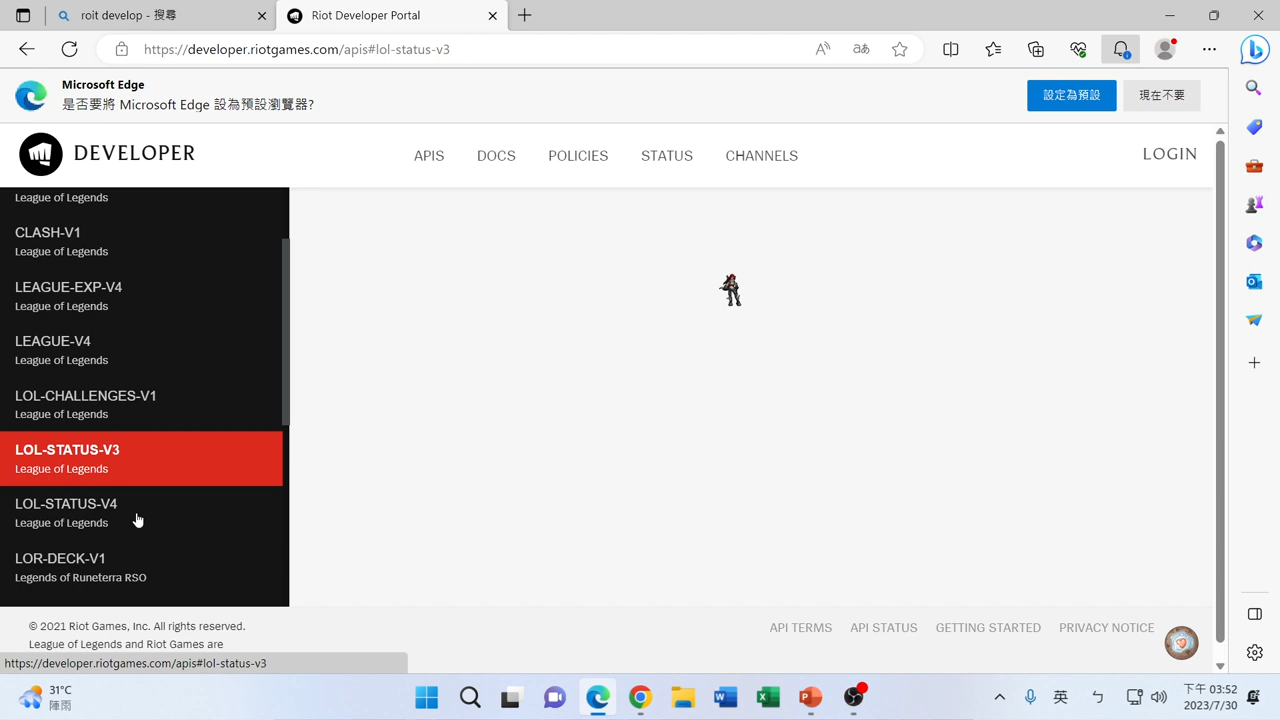 roit develop - 搜尋
Riot Developer Portal
https://developer.riotgames.com/apis#lol-status-v3
A
aあ
Microsoft Edge
是否要將 Microsoft Edge 設為預設瀏覽器?
設定為預設
現在不要
DEVELOPER
APIS
DOCS
POLICIES
STATUS
CHANNELS
LOGIN
League of Legends
CLASH-V1
League of Legends
LEAGUE-EXP-V4
League of Legends
LEAGUE-V4
League of Legends
LOL-CHALLENGES-V1
League of Legends
LOL-STATUS-V3
League of Legends
LOL-STATUS-V4
League of Legends
LOR-DECK-V1
Legends of Runeterra RSO
© 2021 Riot Games, Inc. All rights reserved.
League of Legends and Riot Games are
API TERMS
API STATUS
GETTING STARTED
PRIVACY NOTICE
https://developer.riotgames.com/apis#lol-status-v3
31°C
陣雨
英
ㄅ
下午 03:52
2023/7/30